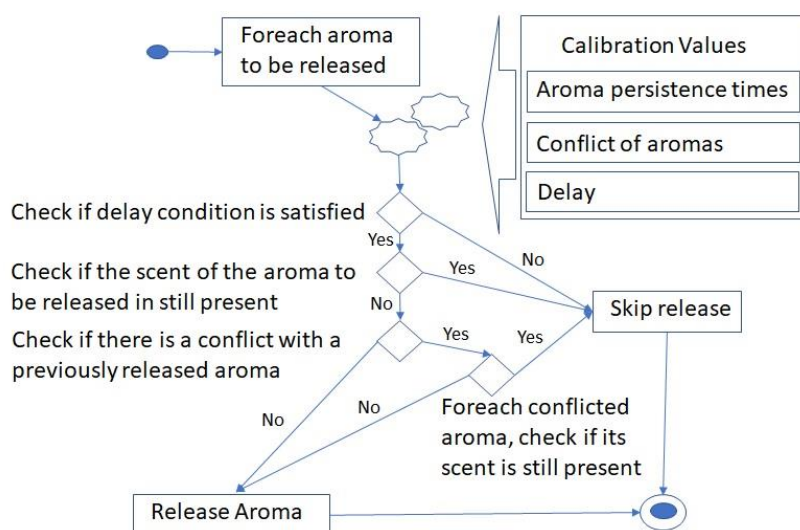 Foreach aroma
to be released
Calibration Values
Aroma persistence times
Conflict of aromas
Delay
Check if delay condition is satisfied
Yes
No
Check if the scent of the aroma to
be released in still present
Yes
No
Skip release
Check if there is a conflict with a
previously released aroma
Yes
Yes
No
No
Foreach conflicted
aroma, check if its
scent is still present
Release Aroma